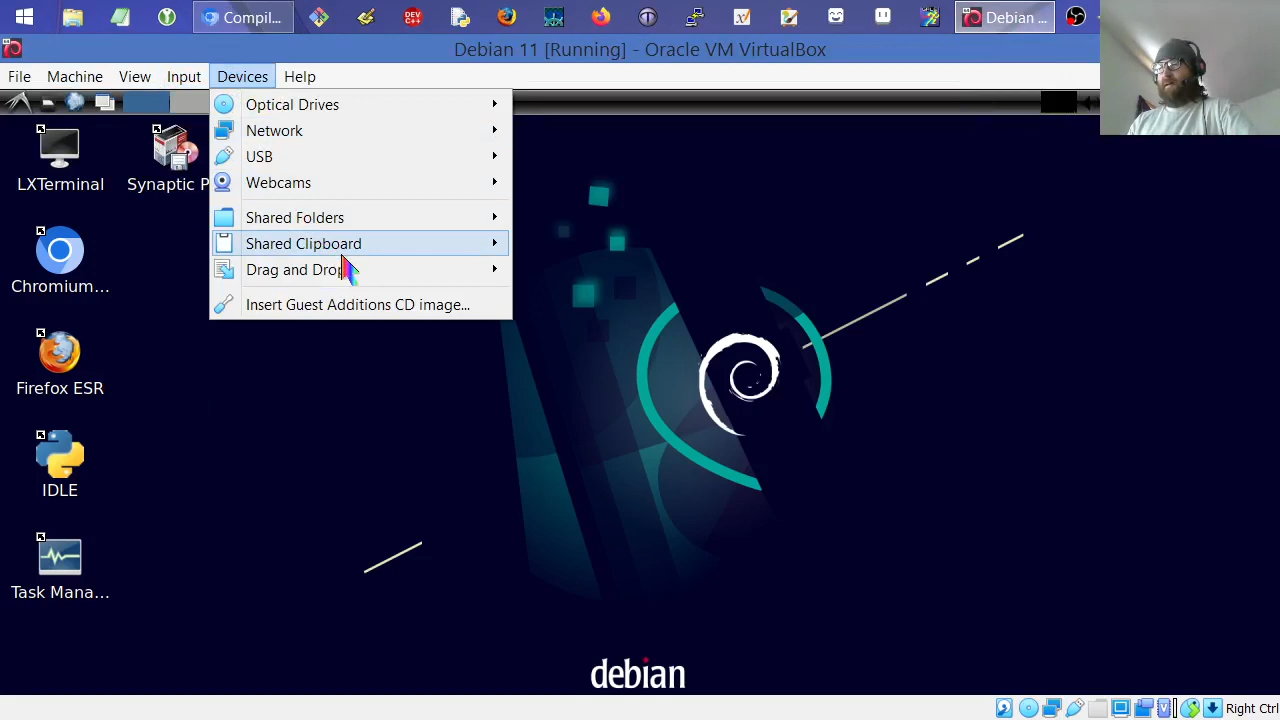 Compil...
Debian ...
Debian 11 [Running] - Oracle VM VirtualBox
File Machine View Input Devices Help
Optical Drives
Network
USB
Webcams
Shared Folders
Shared Clipboard
Drag and Drop
Insert Guest Additions CD image...
LXTerminal
Synaptic P
Chromium...
Firefox ESR
IDLE
Task Mana...
debian
Right Ctrl